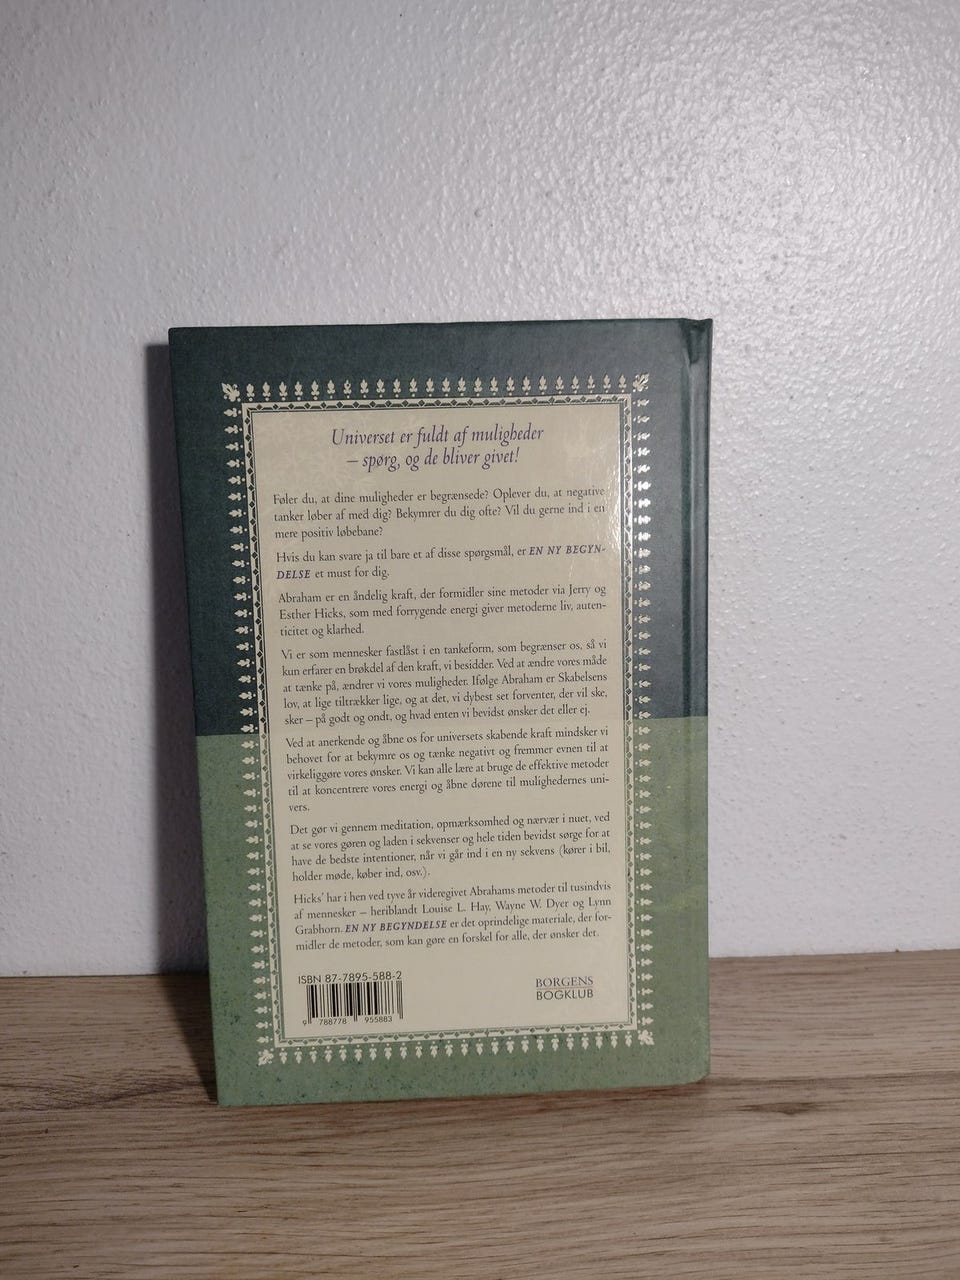 Universet er fuldt af muligheder
– spørg, og de bliver givet!
Føler du, at dine muligheder er begrænsede? Oplever du, at negative
tanker løber af med dig? Bekymrer du dig ofte? Vil du gerne ind i en
mere positiv løbebane?
Hvis du kan svare ja til bare et af disse spørgsmål, er EN NY BEGYN-
DELSE et must for dig.
Abraham er en åndelig kraft, der formidler sine metoder via Jerry og
Esther Hicks, som med forrygende energi giver metoderne liv, auten-
ticitet og klarhed.
Vi er som mennesker fastlåst i en tankeform, som begrænser os, så vi
kun erfarer en brøkdel af den kraft, vi besidder. Ved at ændre vores måde
at tænke på, ændrer vi vores muligheder. Ifølge Abraham er Skabelsens
lov, at lige tiltrækker lige, og at det, vi dybest set forventer, der vil ske,
sker – på godt og ondt, og hvad enten vi bevidst ønsker det eller ej.
Ved at anerkende og åbne os for universets skabende kraft mindsker vi
behovet for at bekymre os og tænke negativt og fremmer evnen til at
virkeliggøre vores ønsker. Vi kan alle lære at bruge de effektive metoder
til at koncentrere vores energi og åbne dørene til mulighedernes uni-
vers.
Det gør vi gennem meditation, opmærksomhed og nærvær i nuet, ved
at se vores gøren og laden i sekvenser og hele tiden bevidst sørge for at
have de bedste intentioner, når vi går ind i en ny sekvens (kører i bil,
holder møde, køber ind, osv.).
Hicks' har i hen ved tyve år videregivet Abrahams metoder til tusindvis
af mennesker – heriblandt Louise L. Hay, Wayne W. Dyer og Lynn
Grabhorn. EN NY BEGYNDELSE er det oprindelige materiale, der for-
midler de metoder, som kan gøre en forskel for alle, der ønsker det.
ISBN 87-7895-588-2
9 788778 955883
BORGENS
BOGKLUB